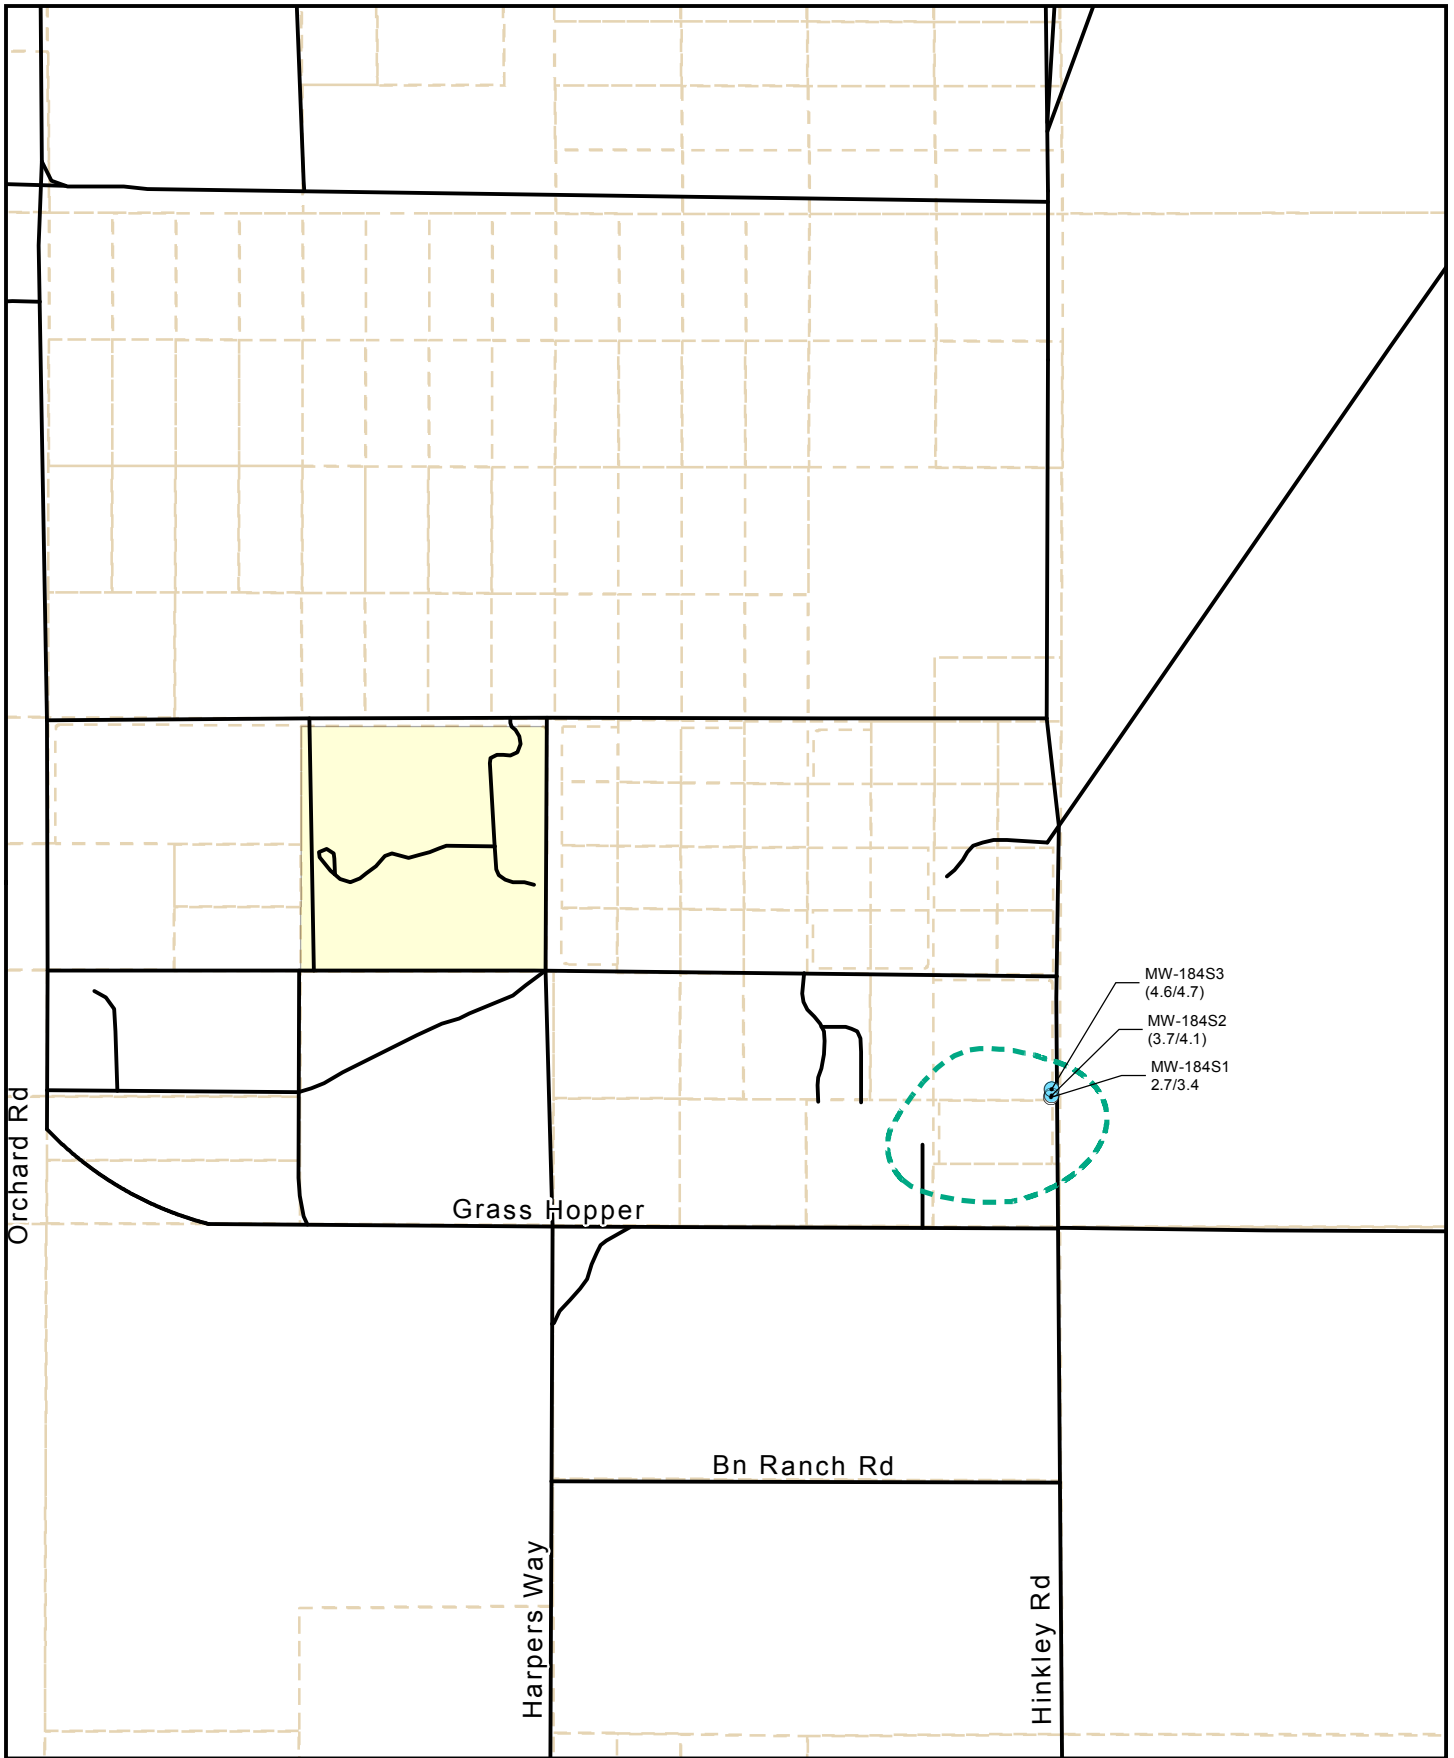 MW-184S3
(4.6/4.7)
MW-184S2
(3.7/4.1)
MW-184S1
2.7/3.4
Orchard Rd
Grass Hopper
Bn Ranch Rd
Harpers Way
Hinkley Rd